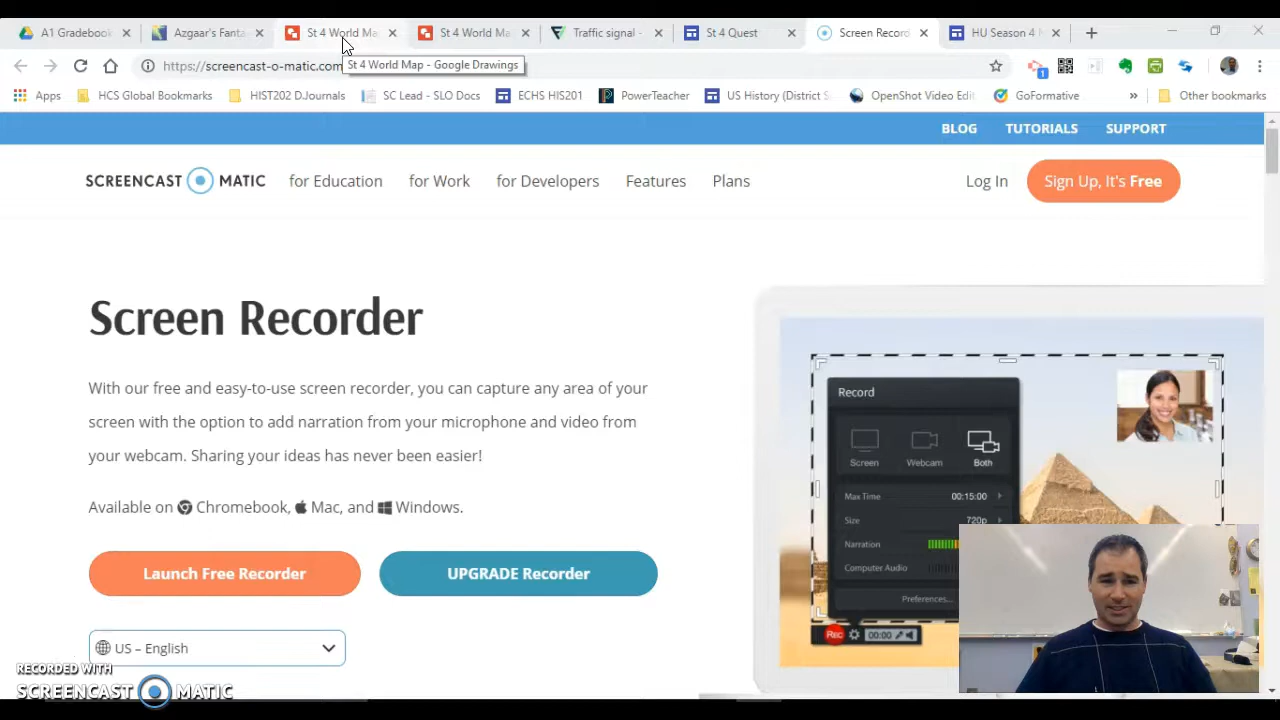 A1 Gradebook
Azgaar's Fanta
St 4 World Ma
St 4 World Ma
Traffic signal -
St 4 Quest
Screen Recor
HU Season 4 M
https://screencast-o-matic.com
St 4 World Map - Google Drawings
1
Apps
HCS Global Bookmarks
HIST202 DJournals
SC Lead - SLO Docs
ECHS HIS201
PowerTeacher
US History (District S
OpenShot Video Edit
GoFormative
»
Other bookmarks
BLOG TUTORIALS SUPPORT
SCREENCAST MATIC for Education for Work for Developers Features Plans Log In Sign Up, It's Free
Screen Recorder
With our free and easy-to-use screen recorder, you can capture any area of your
screen with the option to add narration from your microphone and video from
your webcam. Sharing your ideas has never been easier!
Available on Chromebook, Mac, and Windows.
Launch Free Recorder UPGRADE Recorder
US – English
Record
Screen Webcam Both
Max Time 00:15:00
Size 720p
Narration
Computer Audio
Preferences...
Rec 00:00
RECORDED WITH
SCREENCAST MATIC